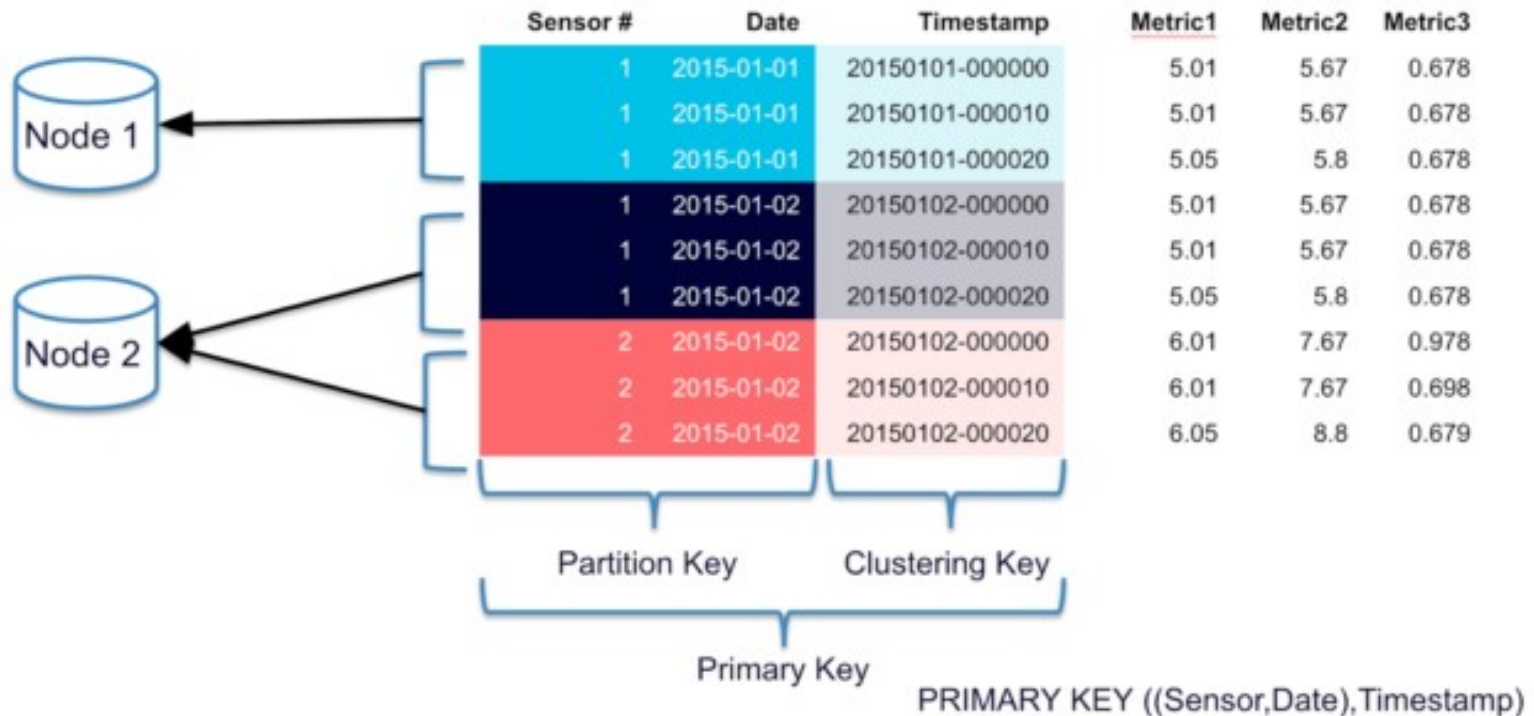 Sensor # Date Timestamp Metric1 Metric2 Metric3
1 2015-01-01 20150101-000000 5.01 5.67 0.678
1 2015-01-01 20150101-000010 5.01 5.67 0.678
1 2015-01-01 20150101-000020 5.05 5.8 0.678
1 2015-01-02 20150102-000000 5.01 5.67 0.678
1 2015-01-02 20150102-000010 5.01 5.67 0.678
1 2015-01-02 20150102-000020 5.05 5.8 0.678
2 2015-01-02 20150102-000000 6.01 7.67 0.978
2 2015-01-02 20150102-000010 6.01 7.67 0.698
2 2015-01-02 20150102-000020 6.05 8.8 0.679
Node 1
Node 2
Partition Key Clustering Key
Primary Key
PRIMARY KEY ((Sensor,Date),Timestamp)